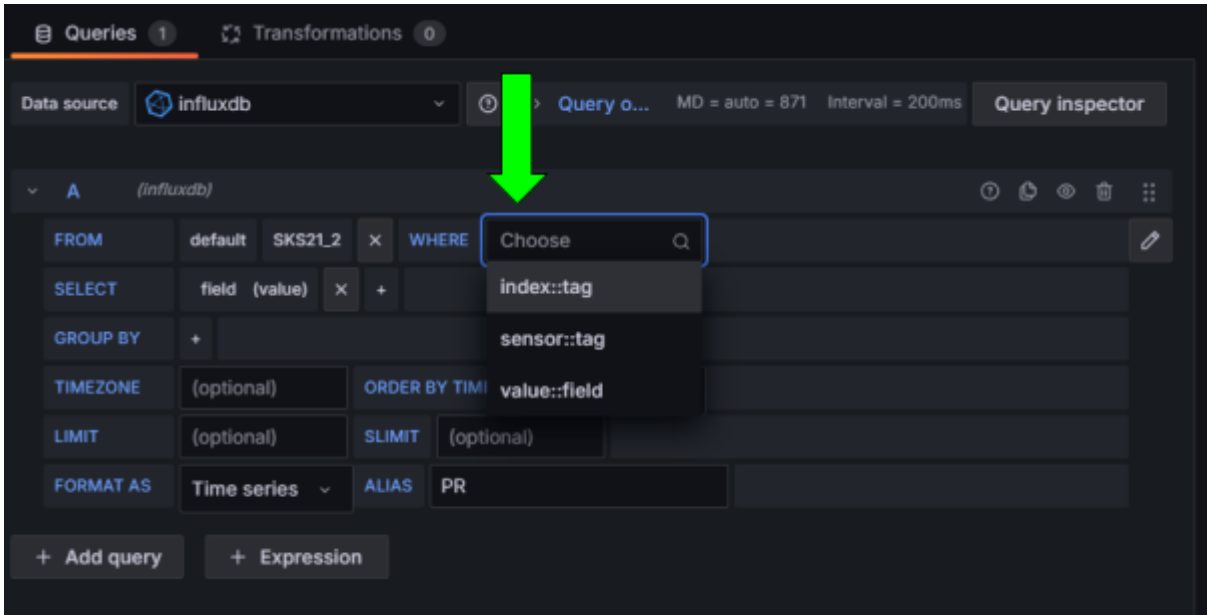 Queries 1 Transformations 0
Data source influxdb Query o... MD = auto = 871 Interval = 200ms Query inspector
A (influxdb)
FROM default SKS21_2 × WHERE Choose
index::tag
SELECT field (value) × +
sensor::tag
GROUP BY +
value::field
TIMEZONE (optional) ORDER BY TIM
LIMIT (optional) SLIMIT (optional)
FORMAT AS Time series ALIAS PR
+ Add query + Expression